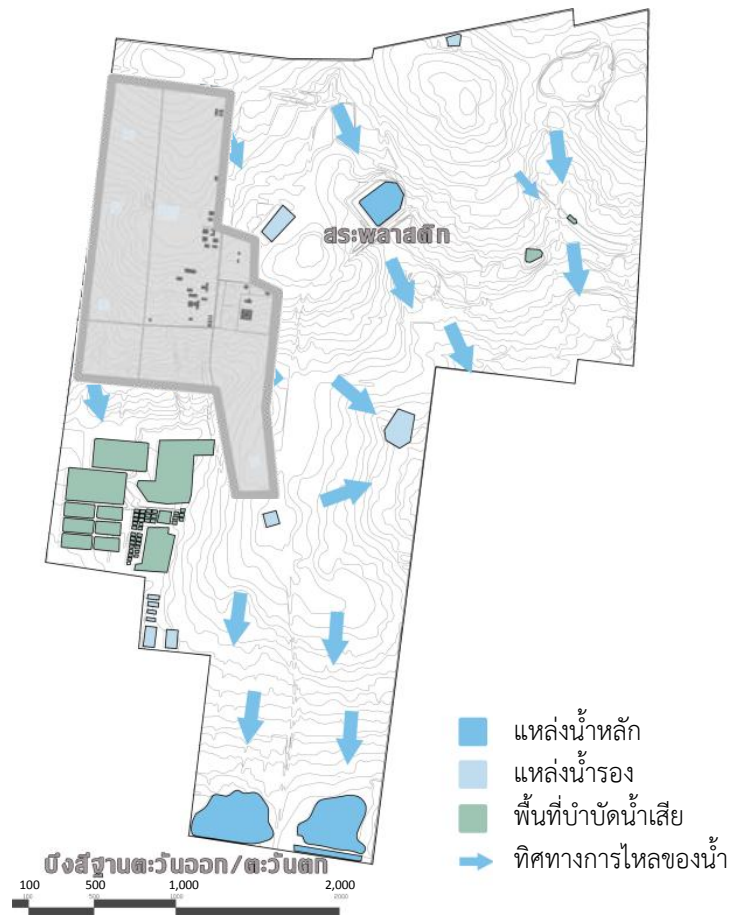 สระพลาสติก
แหล่งน้ำหลัก
แหล่งน้ำรอง
พื้นที่บำบัดน้ำเสีย
ทิศทางการไหลของน้ำ
บึงสีฐานตะวันออก/ตะวันตก
100 500 1,000 2,000
100 500 1000 2000